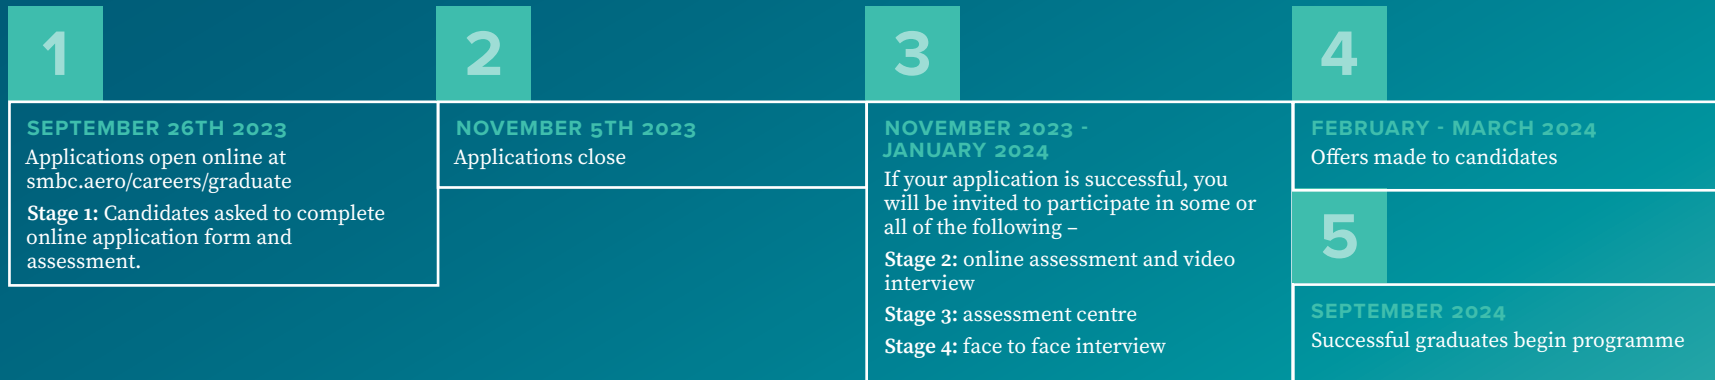 1
SEPTEMBER 26TH 2023
Applications open online at
smbc.aero/careers/graduate
Stage 1: Candidates asked to complete
online application form and
assessment.
2
NOVEMBER 5TH 2023
Applications close
3
NOVEMBER 2023 -
JANUARY 2024
If your application is successful, you
will be invited to participate in some or
all of the following –
Stage 2: online assessment and video
interview
Stage 3: assessment centre
Stage 4: face to face interview
4
FEBRUARY - MARCH 2024
Offers made to candidates
5
SEPTEMBER 2024
Successful graduates begin programme